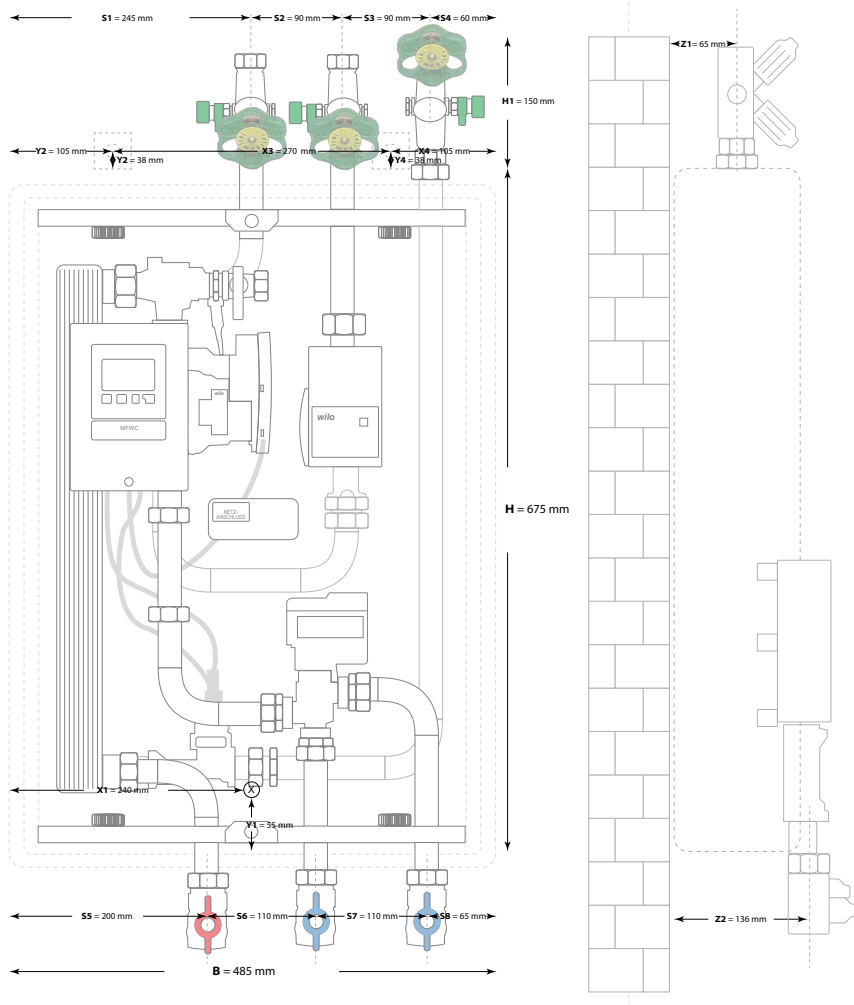 S1 = 245 mm
S2 = 90 mm
S3 = 90 mm
S4 = 60 mm
Z1 = 65 mm
H1 = 150 mm
Y2 = 105 mm
X3 = 270 mm
X4 = 105 mm
Y2 = 38 mm
Y4 = 38 mm
wilo
wilo
MFWC
NETZ-
ANSCHLUSS
H = 675 mm
X1 = 240 mm
X
Y1 = 55 mm
S5 = 200 mm
S6 = 110 mm
S7 = 110 mm
S8 = 65 mm
Z2 = 136 mm
B = 485 mm